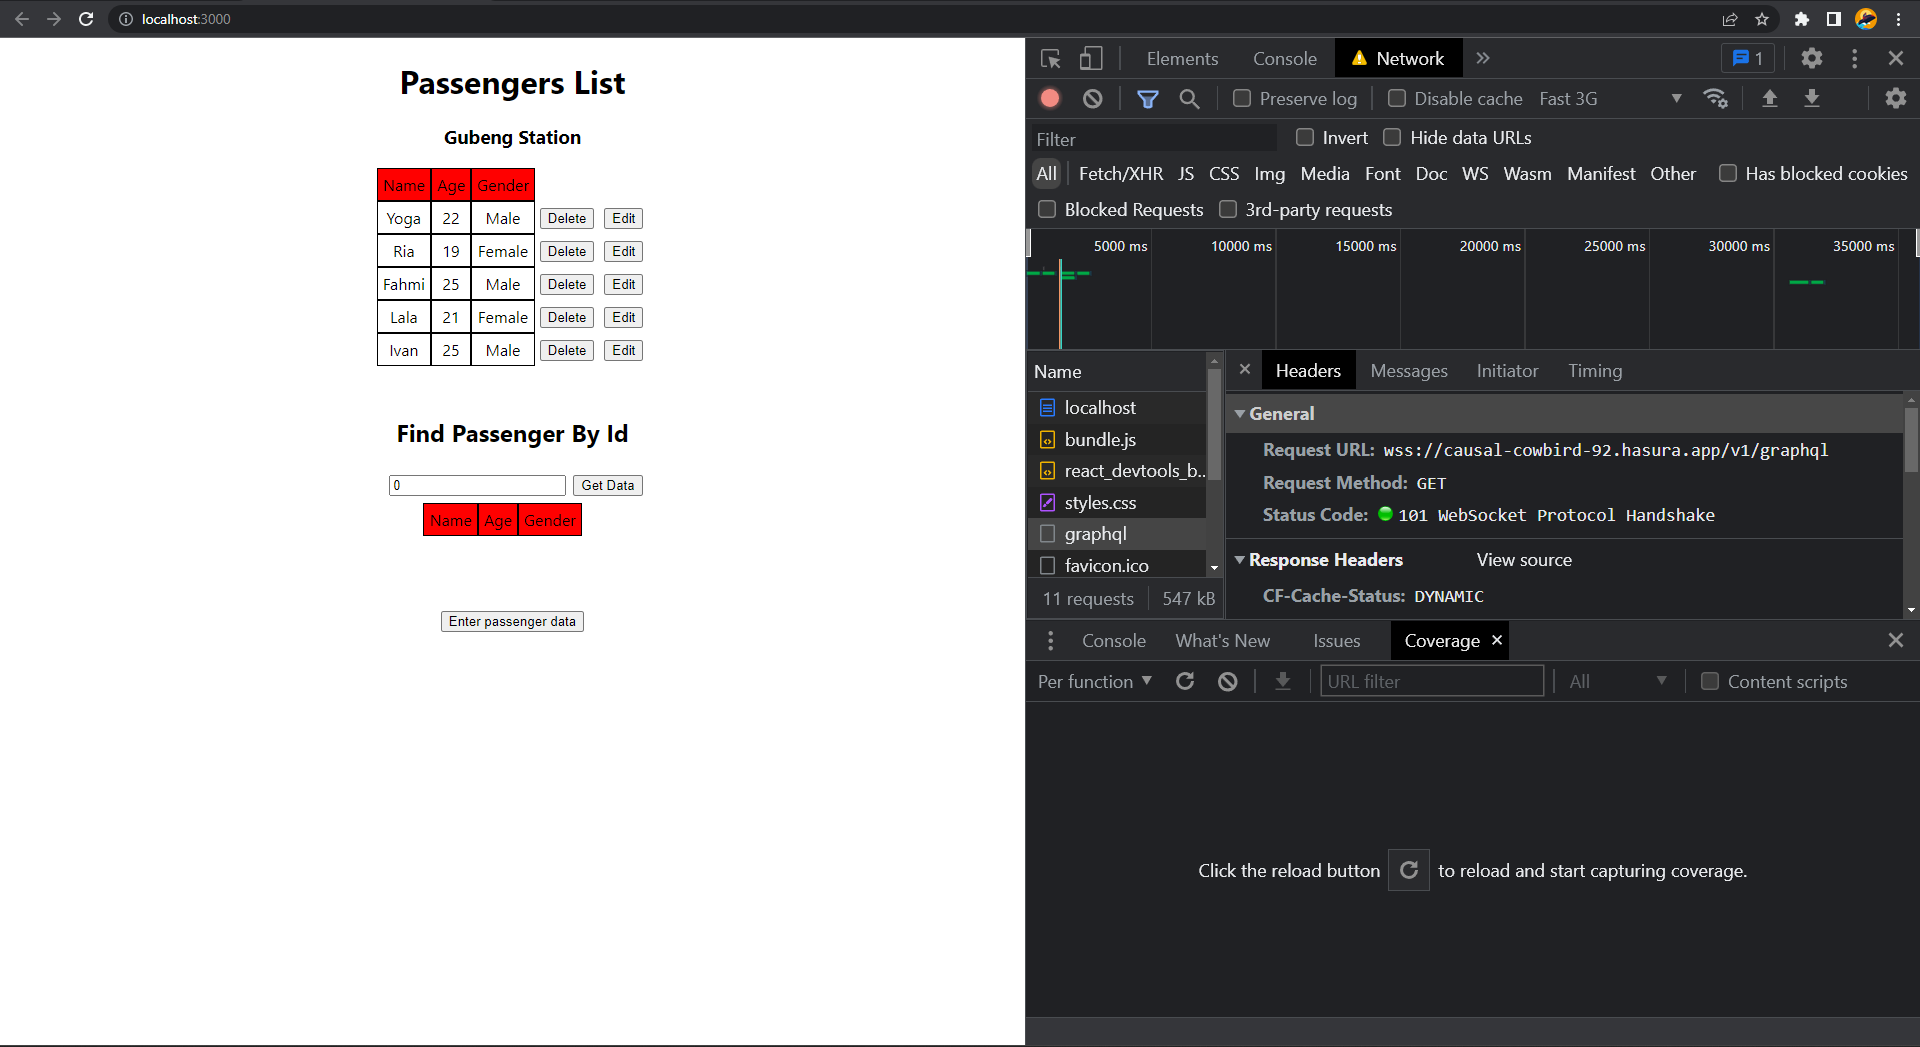 localhost:3000
Passengers List
Gubeng Station
Name Age Gender
Yoga 22 Male Delete Edit
Ria 19 Female Delete Edit
Fahmi 25 Male Delete Edit
Lala 21 Female Delete Edit
Ivan 25 Male Delete Edit
Find Passenger By Id
0 Get Data
Name Age Gender
Enter passenger data
Elements Console Network 1
Preserve log Disable cache Fast 3G
Filter Invert Hide data URLs
All Fetch/XHR JS CSS Img Media Font Doc WS Wasm Manifest Other Has blocked cookies
Blocked Requests 3rd-party requests
5000 ms 10000 ms 15000 ms 20000 ms 25000 ms 30000 ms 35000 ms
Name
localhost
bundle.js
react_devtools_b...
styles.css
graphql
favicon.ico
11 requests 547 kB
Headers Messages Initiator Timing
General
Request URL: wss://causal-cowbird-92.hasura.app/v1/graphql
Request Method: GET
Status Code: 101 WebSocket Protocol Handshake
Response Headers View source
CF-Cache-Status: DYNAMIC
Console What's New Issues Coverage
Per function URL filter All Content scripts
Click the reload button to reload and start capturing coverage.